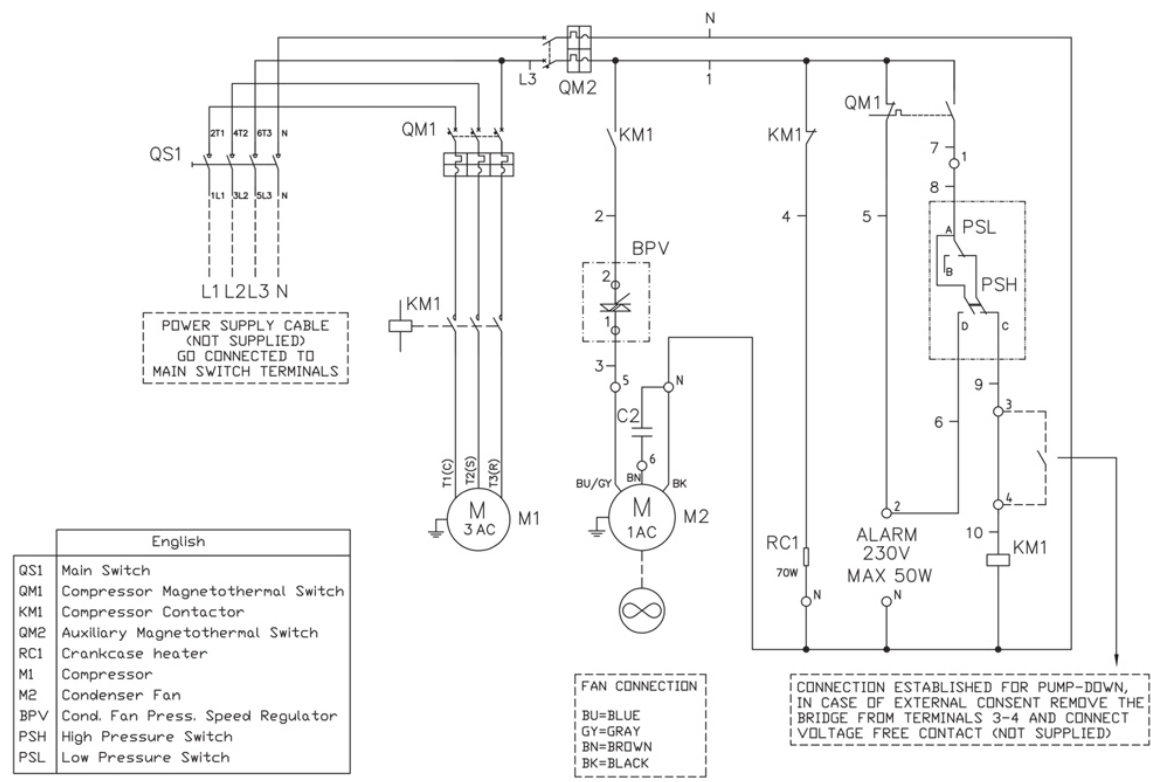 N
L3
QM2
1
QM1
KM1
KM1
QM1
2T1 4T2 6T3 N
QS1
7
1
8
1L1 3L2 5L3 N
2
4
5
A
PSL
B
BPV
2
PSH
L1 L2 L3 N
KM1
1
D
C
POWER SUPPLY CABLE
(NOT SUPPLIED)
GO CONNECTED TO
MAIN SWITCH TERMINALS
3
5
N
9
3
C2
6
6
BN
T1(C)
T2(S)
T3(R)
BU/GY
BK
4
M
3 AC
M1
M
1AC
M2
2
10
ALARM
230V
MAX 50W
RC1
70W
KM1
N
N
English
QS1 Main Switch
QM1 Compressor Magnetothermal Switch
KM1 Compressor Contactor
QM2 Auxiliary Magnetothermal Switch
RC1 Crankcase heater
M1 Compressor
M2 Condenser Fan
BPV Cond. Fan Press. Speed Regulator
PSH High Pressure Switch
PSL Low Pressure Switch
FAN CONNECTION
BU=BLUE
GY=GRAY
BN=BROWN
BK=BLACK
CONNECTION ESTABLISHED FOR PUMP-DOWN,
IN CASE OF EXTERNAL CONSENT REMOVE THE
BRIDGE FROM TERMINALS 3-4 AND CONNECT
VOLTAGE FREE CONTACT (NOT SUPPLIED)